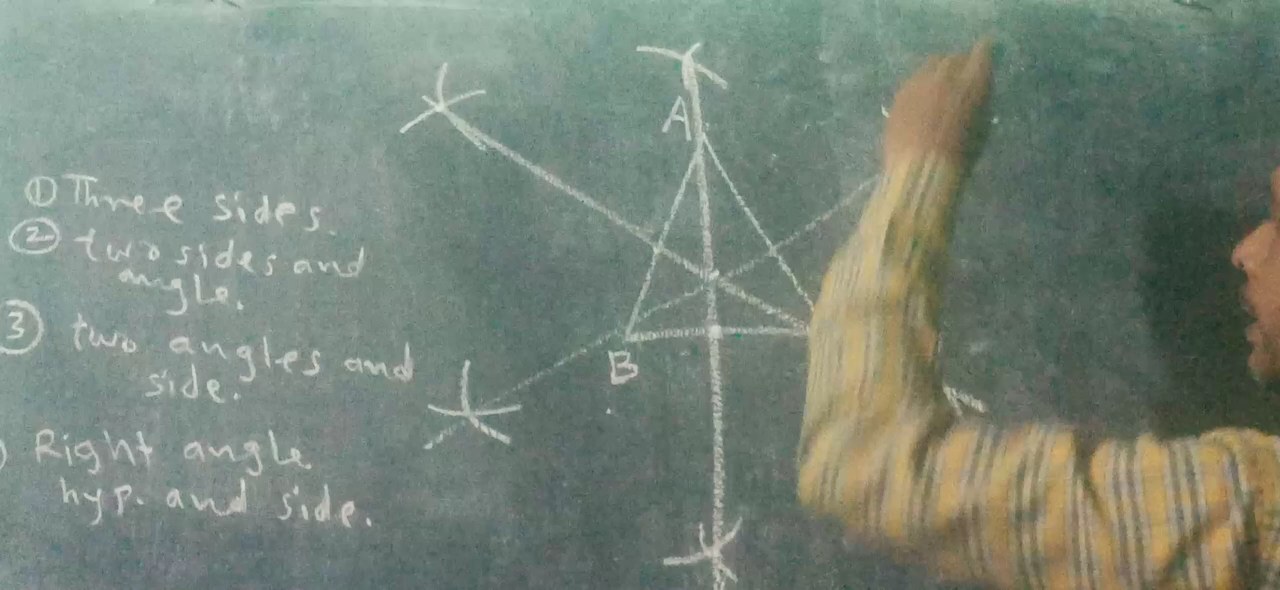 ① Three sides.
② two sides and
angle.
③ two angles and
side.
) Right angle
hyp. and side.
A
B